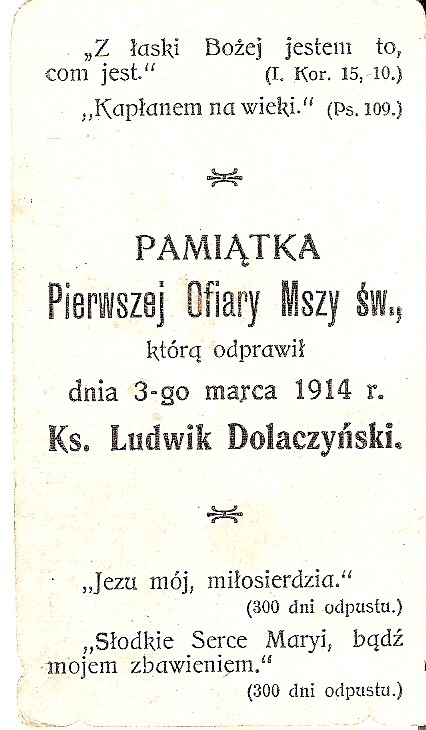 „Z łaski Bożej jestem to,
com jest.“ (I. Kor. 15, 10.)
„Kapłanem na wieki.“ (Ps. 109.)
PAMIĄTKA
Pierwszej Ofiary Mszy św.,
którą odprawił
dnia 3-go marca 1914 r.
Ks. Ludwik Dolaczyński.
„Jezu mój, miłosierdzia.“
(300 dni odpustu.)
„Słodkie Serce Maryi, bądź
mojem zbawieniem.“
(300 dni odpustu.)